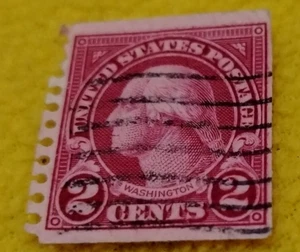 UNITED STATES POSTAGE
WASHINGTON
2 CENTS 2